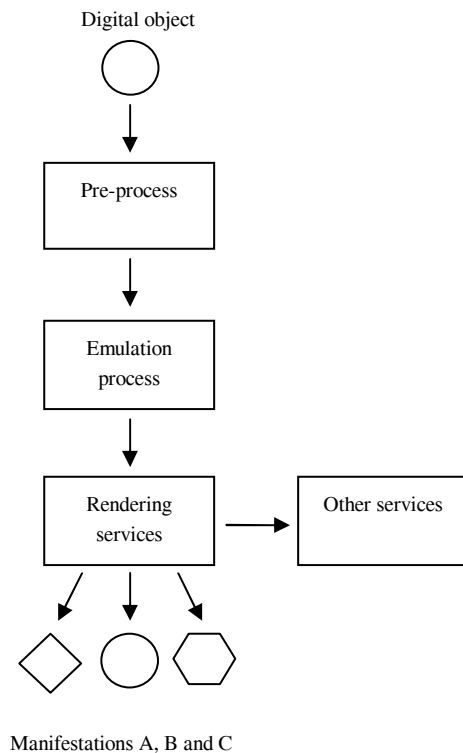 Digital object
Pre-process
Emulation
process
Rendering
services
Other services
Manifestations A, B and C